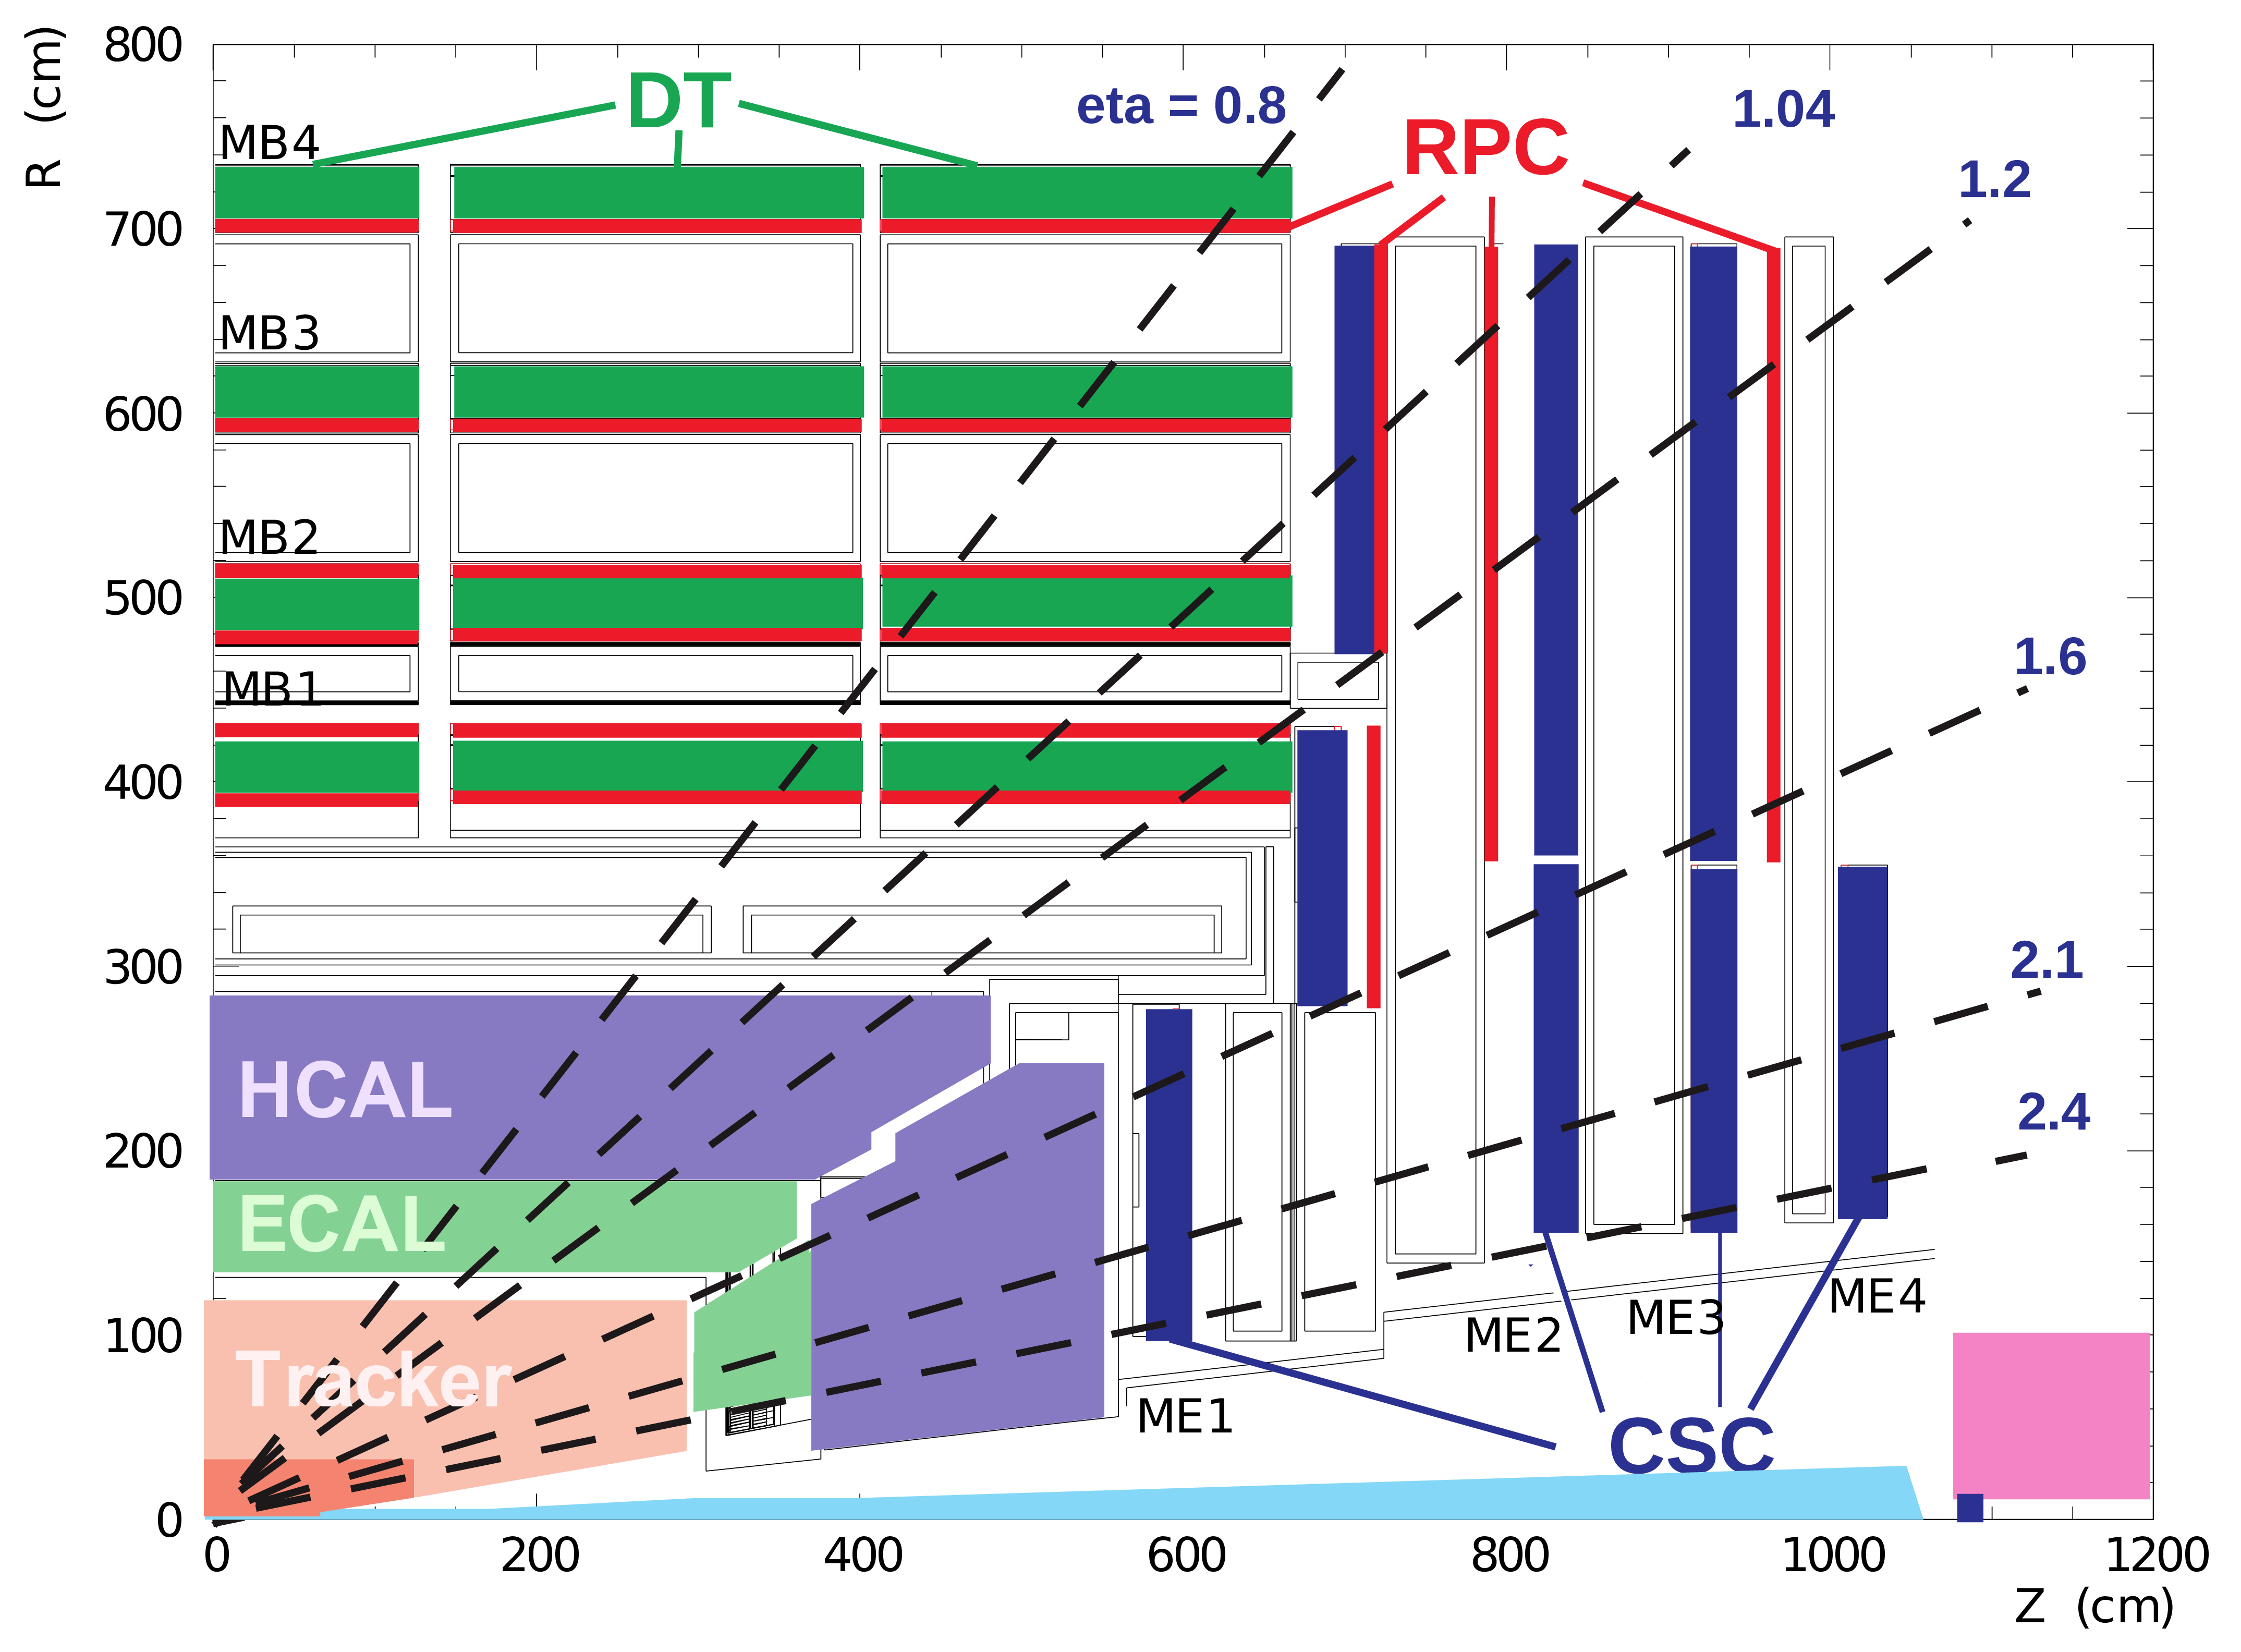 800
R (cm)
DT
eta = 0.8
1.04
RPC
MB4
1.2
700
MB3
600
MB2
500
1.6
MB1
400
300
2.1
HCAL
2.4
200
ECAL
ME4
ME3
100
ME2
Tracker
ME1
CSC
0
0
200
400
600
800
1000
1200
Z (cm)